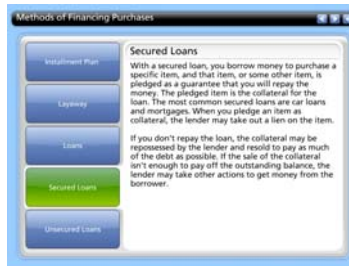 Methods of Financing Purchases
Installment Plan
Layaway
Loans
Secured Loans
Unsecured Loans
Secured Loans
With a secured loan, you borrow money to purchase a
specific item, and that item, or some other item, is
pledged as a guarantee that you will repay the
money. The pledged item is the collateral for the
loan. The most common secured loans are car loans
and mortgages. When you pledge an item as
collateral, the lender may take out a lien on the item.
If you don't repay the loan, the collateral may be
repossessed by the lender and resold to pay as much
of the debt as possible. If the sale of the collateral
isn't enough to pay off the outstanding balance, the
lender may take other actions to get money from the
borrower.